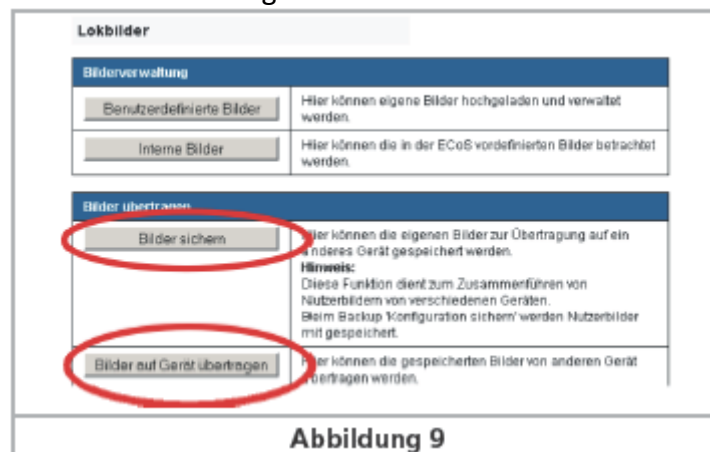 Lokbilder
Bilderverwaltung
Benutzerdefinierte Bilder
Hier können eigene Bilder hochgeladen und verwaltet
werden.
Interne Bilder
Hier können die in der ECoS vordefinierten Bilder betrachtet
werden.
Bilder übertragen
Bilder sichern
Hier können die eigenen Bilder zur Übertragung auf ein
anderes Gerät gespeichert werden.
Hinweis:
Diese Funktion dient zum Zusammenführen von
Nutzerbildern von verschiedenen Geräten.
Beim Backup 'Konfiguration sichern' werden Nutzerbilder
mit gespeichert.
Bilder auf Gerät übertragen
Hier können die gespeicherten Bilder von anderen Gerät
übertragen werden.
Abbildung 9